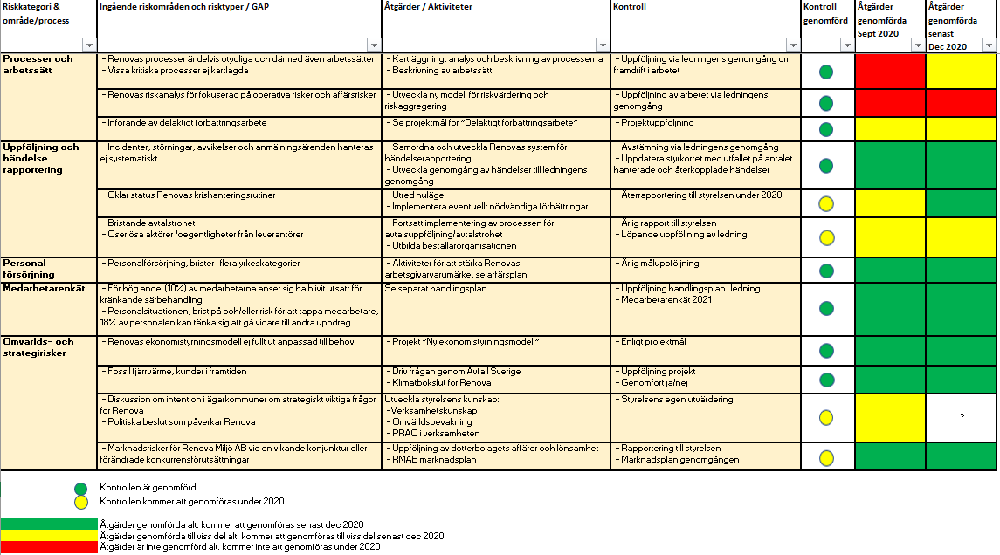 Riskkategori &
område/process
Ingående riskområden och risktyper / GAP
Åtgärder / Aktiviteter
Kontroll
Kontroll
genomförd
Åtgärder
genomförda
Sept 2020
Åtgärder
genomförda
senast
Dec 2020
Processer och
arbetssätt
- Renovas processer är delvis otydliga och därmed även arbetssätten
- Vissa kritiska processer ej kartlagda
- Kartläggning, analys och beskrivning av processerna
- Beskrivning av arbetssätt
- Uppföljning via ledningens genomgång om
framdrift i arbetet
- Renovas riskanalys för fokuserad på operativa risker och affärsrisker
- Utveckla ny modell för riskvärdering och
riskaggregering
- Uppföljning av arbetet via ledningens
genomgång
- Införande av delaktigt förbättringsarbete
- Se projektmål för "Delaktigt förbättringsarbete"
- Projektuppföljning
Uppföljning och
händelse
rapportering
- Incidenter, störningar, avvikelser och anmälningsärenden hanteras
ej systematiskt
- Samordna och utveckla Renovas system för
händelserapportering
- Utveckla genomgång av händelser till ledningens
genomgång
- Avstämning via ledningens genomgång
- Uppdatera styrkortet med utfallet på antalet
hanterade och återkopplade händelser
- Oklar status Renovas krishanteringsrutiner
- Utred nuläge
- Implementera eventuellt nödvändiga förbättringar
- Återrapportering till styrelsen under 2020
- Bristande avtalstrohet
- Oseriösa aktörer /oegentligheter från leverantörer
- Fortsatt implementering av processen för
avtalsuppföljning/avtalstrohet
- Utbilda beställarorganisationen
- Årlig rapport till styrelsen
- Löpande uppföljning av ledning
Personal
försörjning
- Personalförsörjning, brister i flera yrkeskategorier
- Aktiviteter för att stärka Renovas
arbetsgivarvarumärke, se affärsplan
- Årlig måluppföljning
Medarbetarenkät
- För hög andel (10%) av medarbetarna anser sig ha blivit utsatt för
kränkande särbehandling
- Personalsituationen, brist på och/eller risk för att tappa medarbetare,
18% av personalen kan tänka sig att gå vidare till andra uppdrag
Se separat handlingsplan
- Uppföljning handlingsplan i ledning
- Medarbetarenkät 2021
Omvärlds- och
strategirisker
- Renovas ekonomistyrningsmodell ej fullt ut anpassad till behov
- Projekt "Ny ekonomistyrningsmodell"
- Enligt projektmål
- Fossil fjärrvärme, kunder i framtiden
- Driv frågan genom Avfall Sverige
- Klimatbokslut för Renova
- Uppföljning projekt
- Genomfört ja/nej
- Diskussion om intention i ägarkommuner om strategiskt viktiga frågor
för Renova
- Politiska beslut som påverkar Renova
Utveckla styrelsens kunskap:
-Verksamhetskunskap
- Omvärldsbevakning
- PRAO i verksamheten
- Styrelsens egen utvärdering
?
- Marknadsrisker för Renova Miljö AB vid en vikande konjunktur eller
förändrade konkurrensförutsättningar
- Uppföljning av dotterbolagets affärer och lönsamhet
- RMAB marknadsplan
- Rapportering till styrelsen
- Marknadsplan genomgången
Kontrollen är genomförd
Kontrollen kommer att genomföras under 2020
Åtgärder genomförda alt. kommer att genomföras senast dec 2020
Åtgärder genomförda till viss del alt. kommer att genomföras till viss del senast dec 2020
Åtgärder är inte genomförd alt. kommer inte att genomföras under 2020